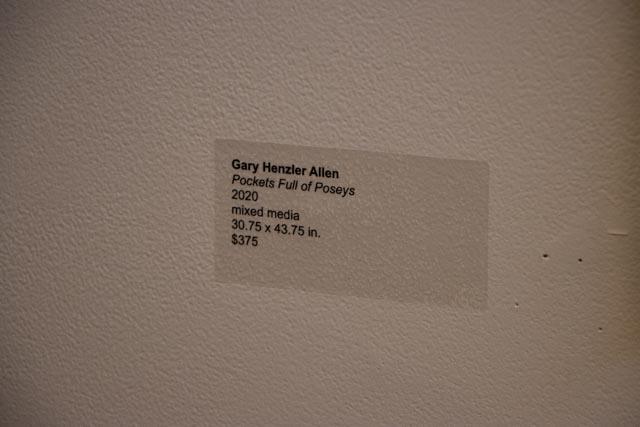 Gary Henzler Allen
Pockets Full of Poseys
2020
mixed media
30.75 x 43.75 in.
$375